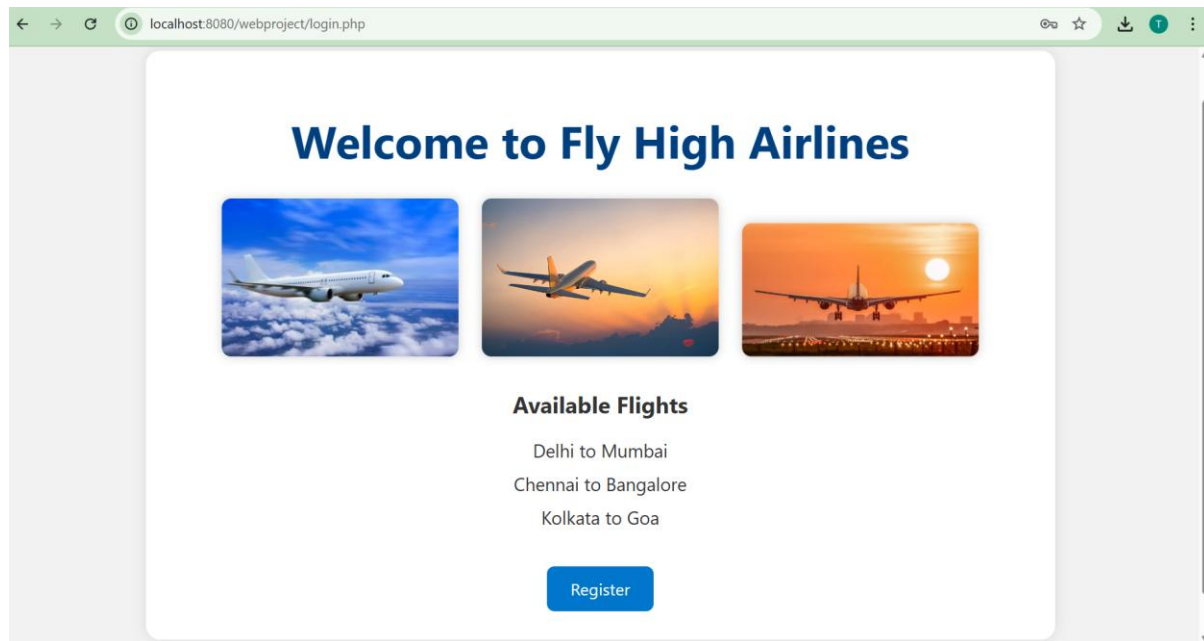 localhost:8080/webproject/login.php
T
Welcome to Fly High Airlines
Available Flights
Delhi to Mumbai
Chennai to Bangalore
Kolkata to Goa
Register